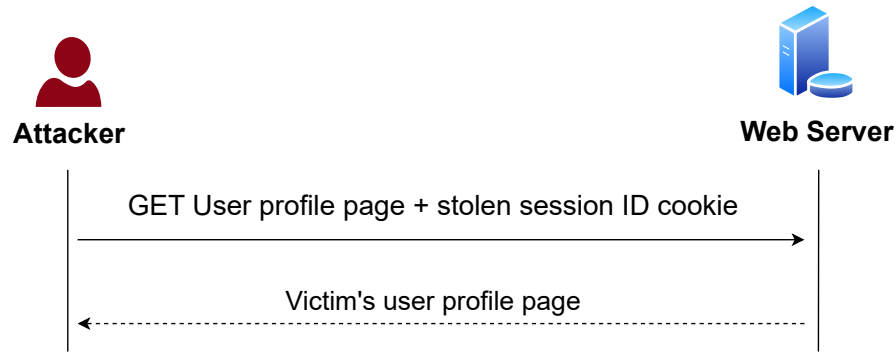 Attacker
Web Server
GET User profile page + stolen session ID cookie
Victim's user profile page